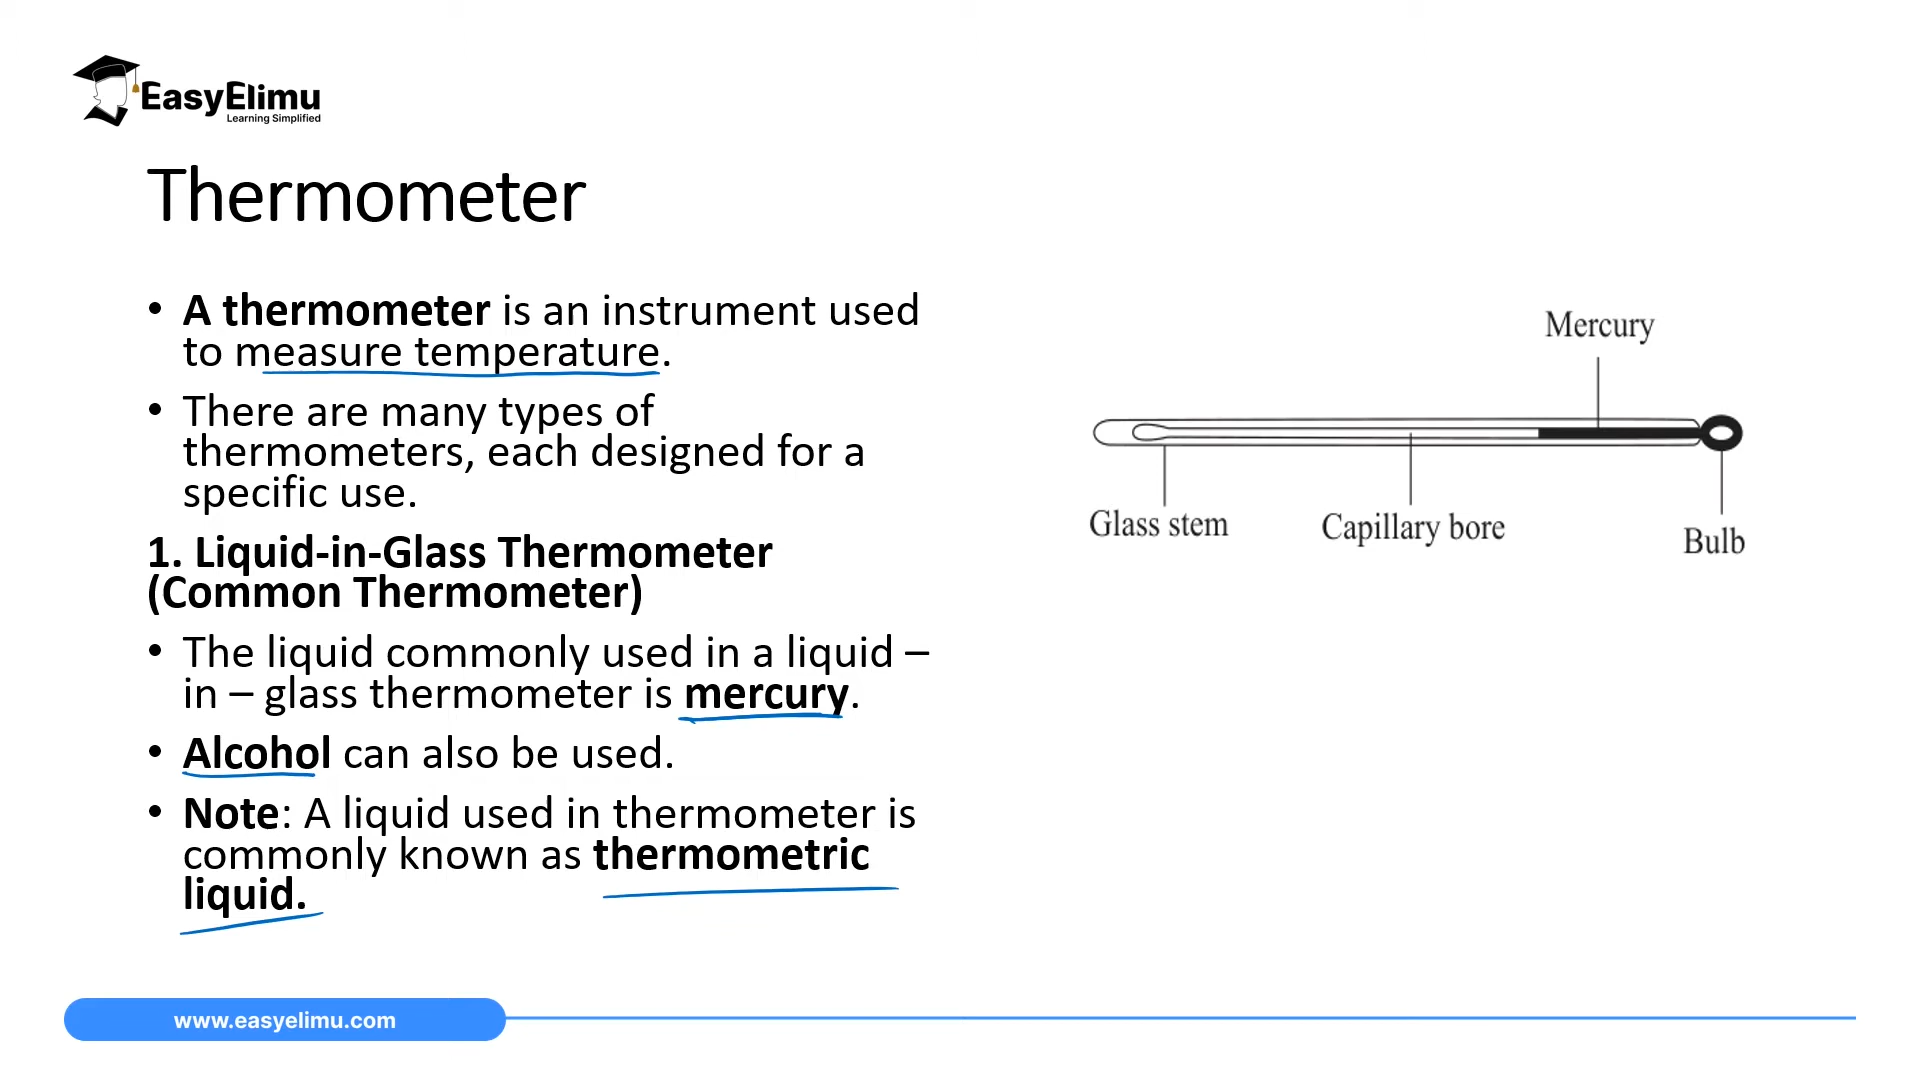 EasyElimu
Learning Simplified
Thermometer
• A thermometer is an instrument used
to measure temperature.
• There are many types of
thermometers, each designed for a
specific use.
1. Liquid-in-Glass Thermometer
(Common Thermometer)
• The liquid commonly used in a liquid –
in – glass thermometer is mercury.
• Alcohol can also be used.
• Note: A liquid used in thermometer is
commonly known as thermometric
liquid.
Mercury
Glass stem
Capillary bore
Bulb
www.easyelimu.com